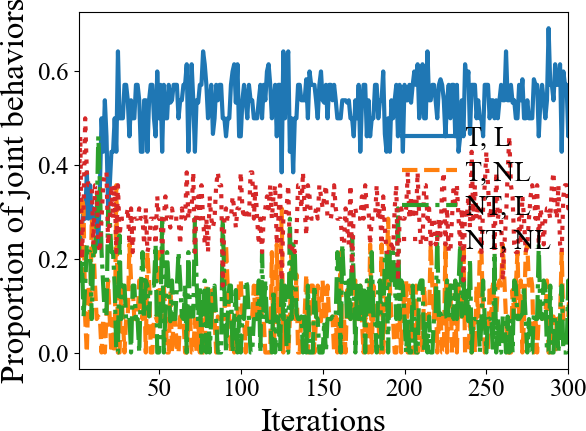 Proportion of joint behaviors
0.6
0.4
0.2
0.0
T, L
T, NL
NT, L
NT, NL
50
100
150
200
250
300
Iterations